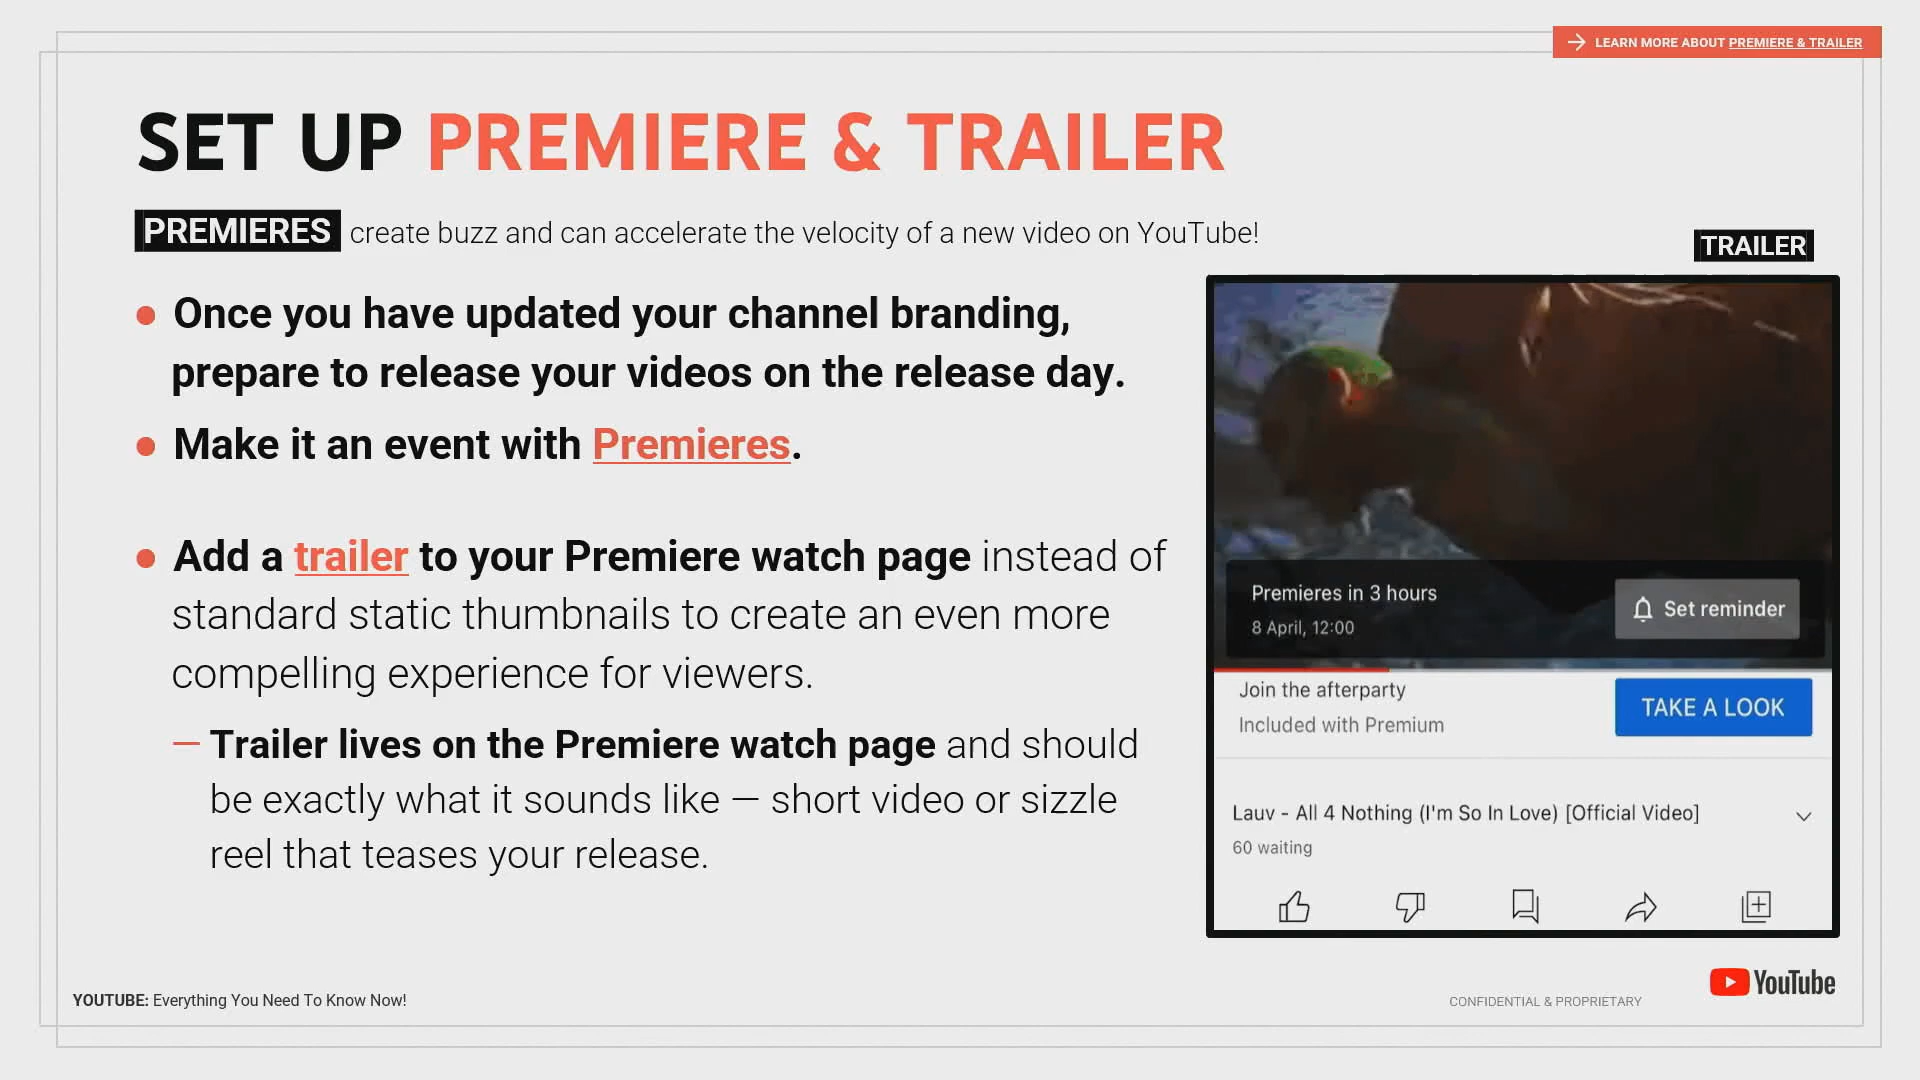 LEARN MORE ABOUT PREMIERE & TRAILER
SET UP PREMIERE & TRAILER
PREMIERES create buzz and can accelerate the velocity of a new video on YouTube!
Once you have updated your channel branding,
prepare to release your videos on the release day.
Make it an event with Premieres.
Add a trailer to your Premiere watch page instead of
standard static thumbnails to create an even more
compelling experience for viewers.
— Trailer lives on the Premiere watch page and should
be exactly what it sounds like — short video or sizzle
reel that teases your release.
TRAILER
Premieres in 3 hours
8 April, 12:00
Set reminder
Join the afterparty
Included with Premium
TAKE A LOOK
Lauv - All 4 Nothing (I'm So In Love) [Official Video]
60 waiting
YOUTUBE: Everything You Need To Know Now!
CONFIDENTIAL & PROPRIETARY
YouTube